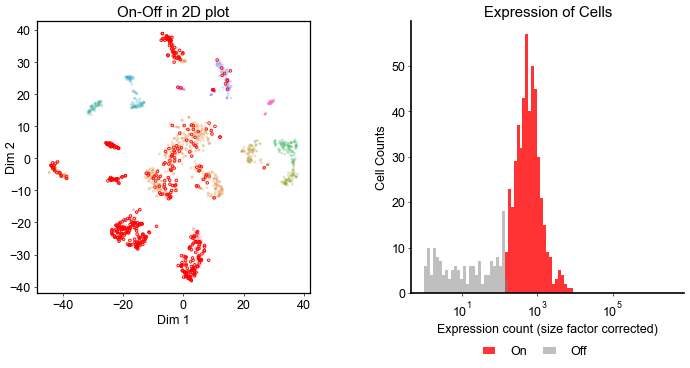 On-Off in 2D plot
40
30
20
10
0
−10
−20
−30
−40
Dim 2
−40
−20
0
20
40
Dim 1
Expression of Cells
50
40
30
20
10
0
Cell Counts
10¹
10³
10⁵
Expression count (size factor corrected)
On
Off